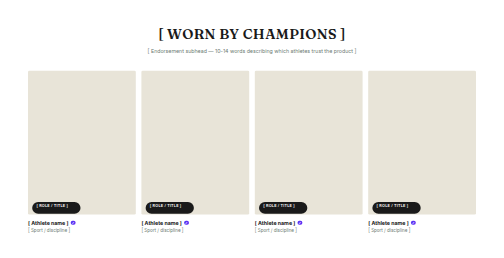 [ WORN BY CHAMPIONS ]
[ Endorsement subhead — 10-14 words describing which athletes trust the product ]
[ ROLE / TITLE ]
[ ROLE / TITLE ]
[ ROLE / TITLE ]
[ ROLE / TITLE ]
[ Athlete name ]
[ Athlete name ]
[ Athlete name ]
[ Athlete name ]
[ Sport / discipline ]
[ Sport / discipline ]
[ Sport / discipline ]
[ Sport / discipline ]